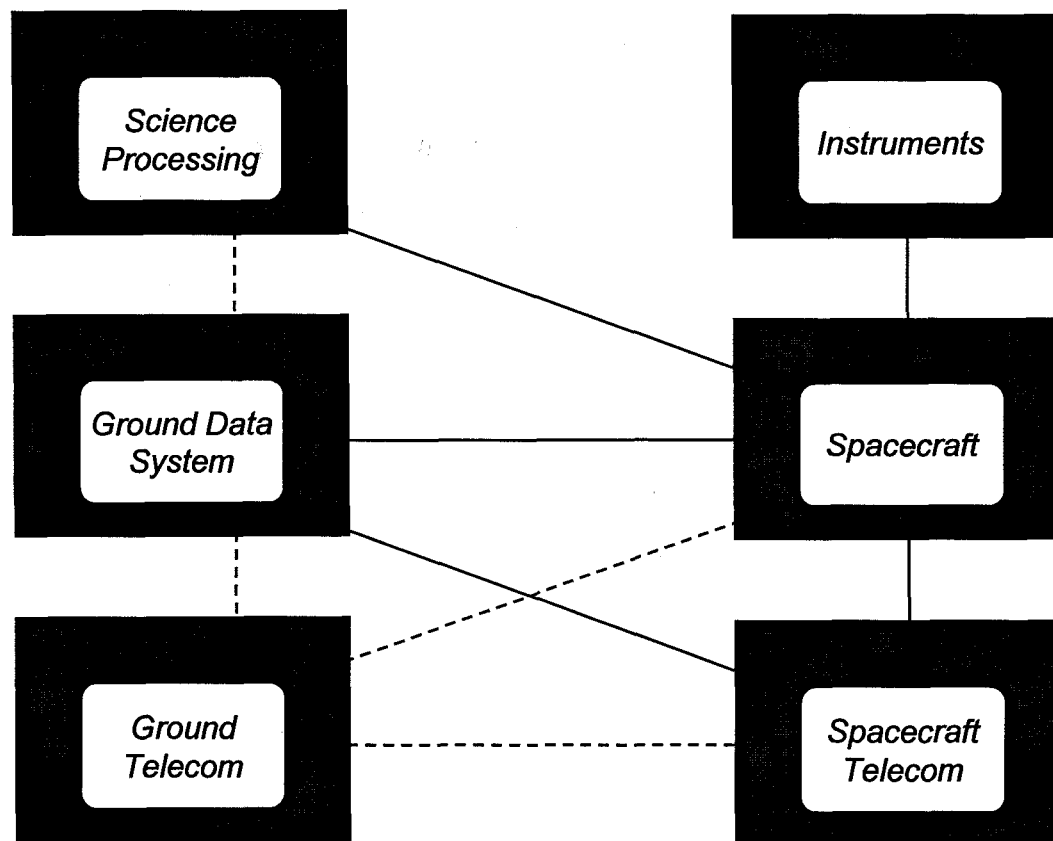 Science
Processing
Instruments
Ground Data
System
Spacecraft
Ground
Telecom
Spacecraft
Telecom